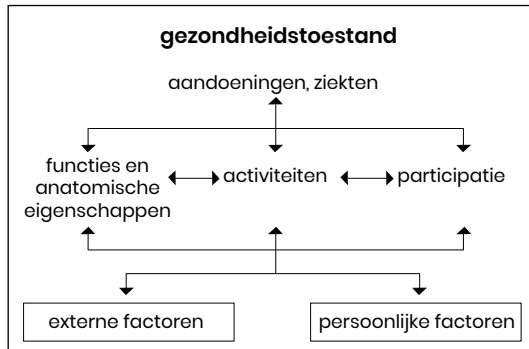 gezondheidstoestand
aandoeningen, ziekten
functies en
anatomische
eigenschappen
activiteiten
participatie
externe factoren
persoonlijke factoren